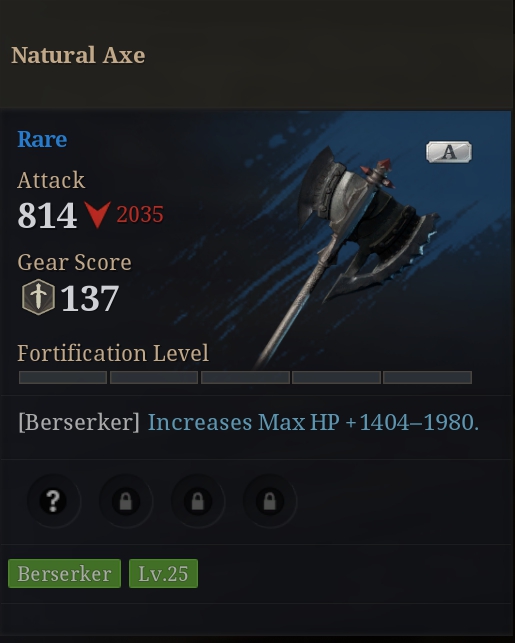 Natural Axe
Rare
A
Attack
814 2035
Gear Score
137
Fortification Level
[Berserker] Increases Max HP +1404–1980.
?
Berserker Lv.25